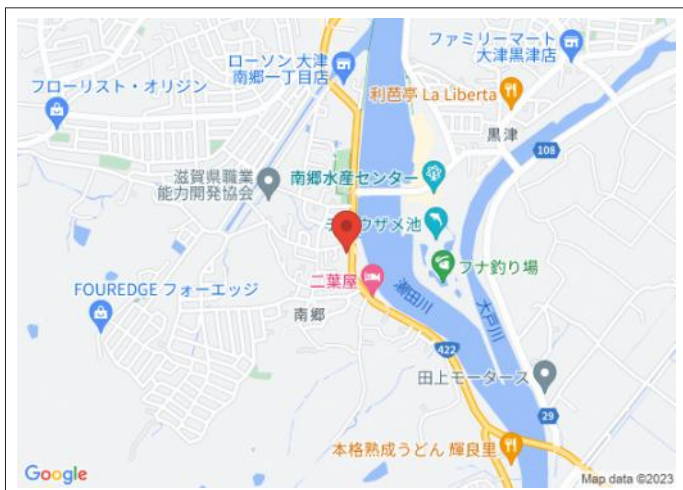 ローソン 大津
南郷一丁目店
ファミリーマート
大津黒津店
フローリスト・オリジン
利芭亭 La Liberta
黒津
108
滋賀県職業
能力開発協会
南郷水産センター
ウザメ池
二葉屋
フナ釣り場
FOUREDGE フォーエッジ
南郷
瀬田川
大戸川
422
田上モータース
29
本格熟成うどん 輝良里
Google
Map data ©2023